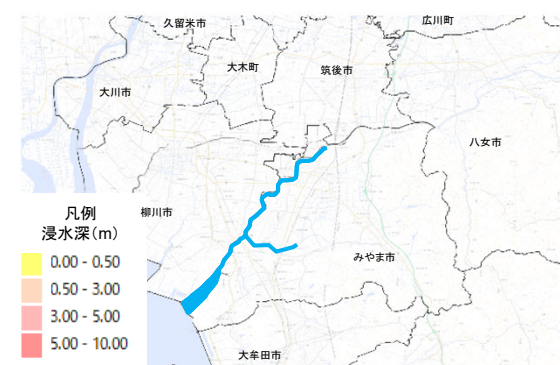 久留米市
広川町
大木町
筑後市
大川市
八女市
柳川市
みやま市
大牟田市
凡例
浸水深(m)
0.00 - 0.50
0.50 - 3.00
3.00 - 5.00
5.00 - 10.00